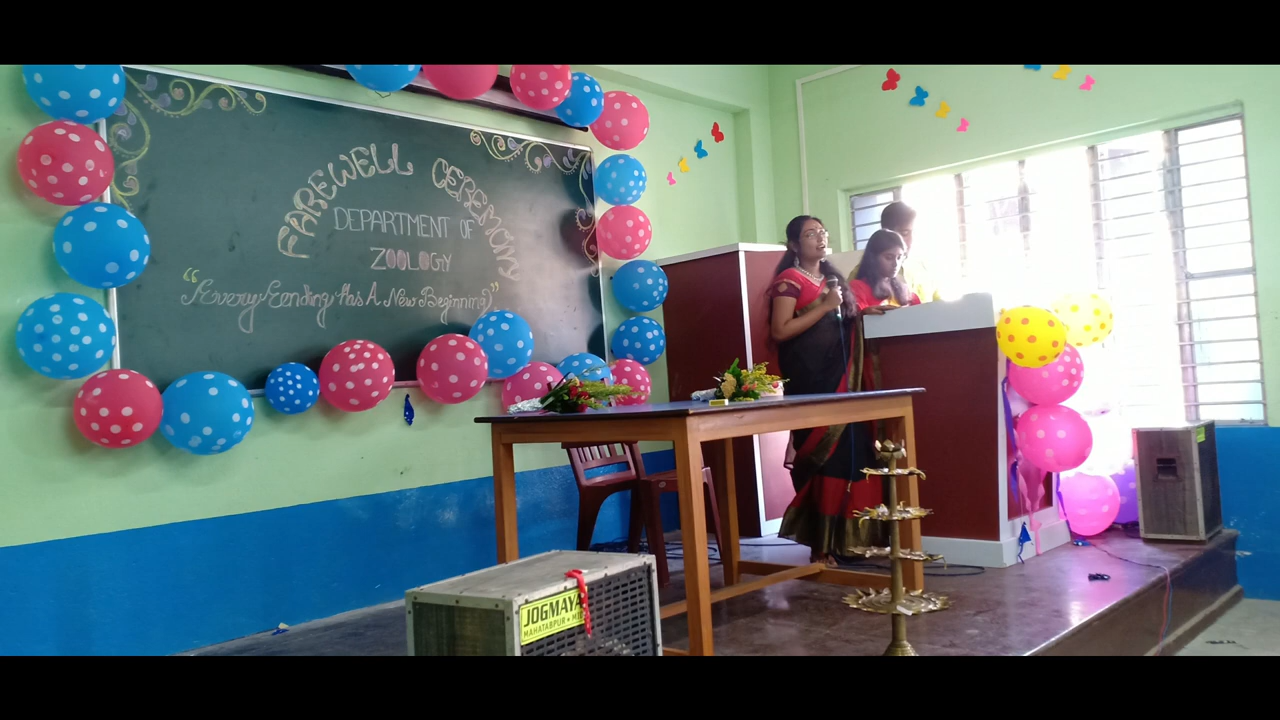 FAREWELL CEREMONY
DEPARTMENT OF
ZOOLOGY
“Every Ending Has A New Beginning”
JOGMAYA
MAHATABPUR